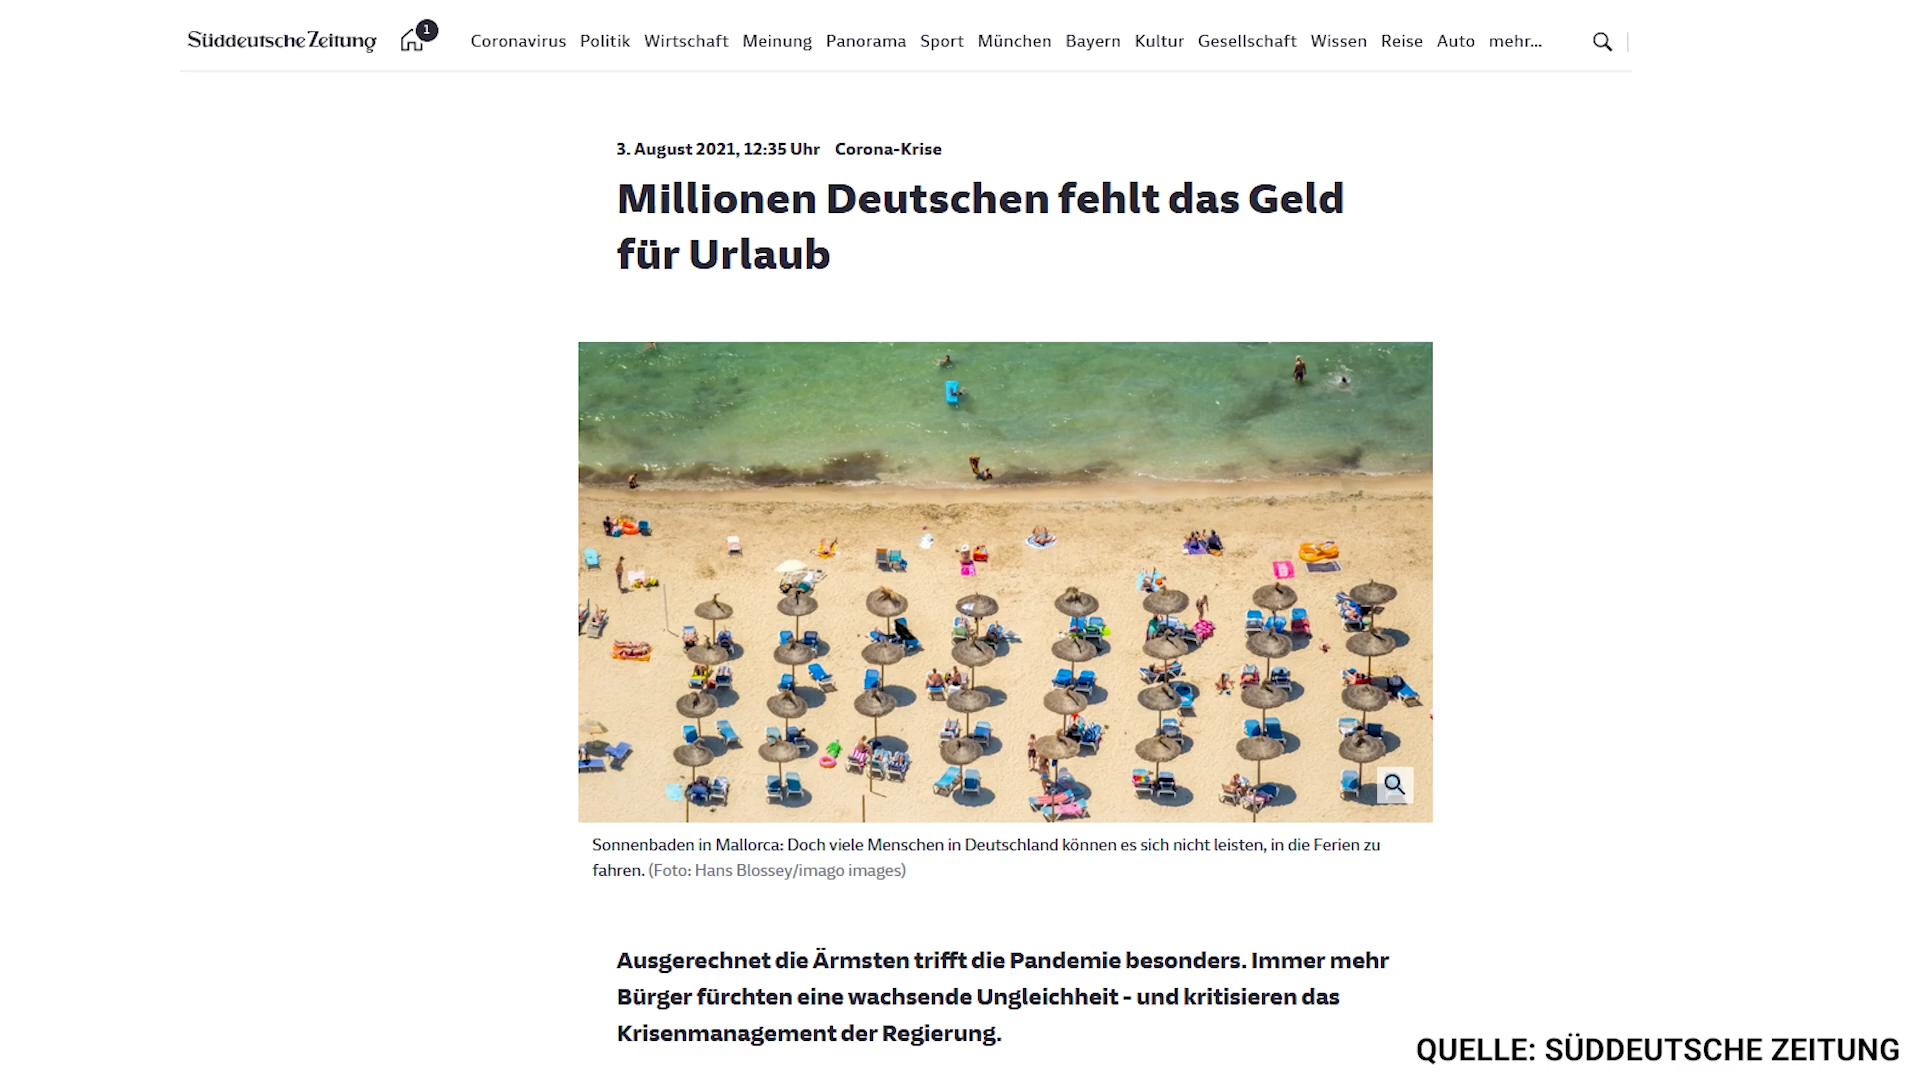 Süddeutsche Zeitung 1 Coronavirus Politik Wirtschaft Meinung Panorama Sport München Bayern Kultur Gesellschaft Wissen Reise Auto mehr...
3. August 2021, 12:35 Uhr Corona-Krise
Millionen Deutschen fehlt das Geld
für Urlaub
Sonnenbaden in Mallorca: Doch viele Menschen in Deutschland können es sich nicht leisten, in die Ferien zu
fahren. (Foto: Hans Blossey/imago images)
Ausgerechnet die Ärmsten trifft die Pandemie besonders. Immer mehr
Bürger fürchten eine wachsende Ungleichheit - und kritisieren das
Krisenmanagement der Regierung.
QUELLE: SÜDDEUTSCHE ZEITUNG